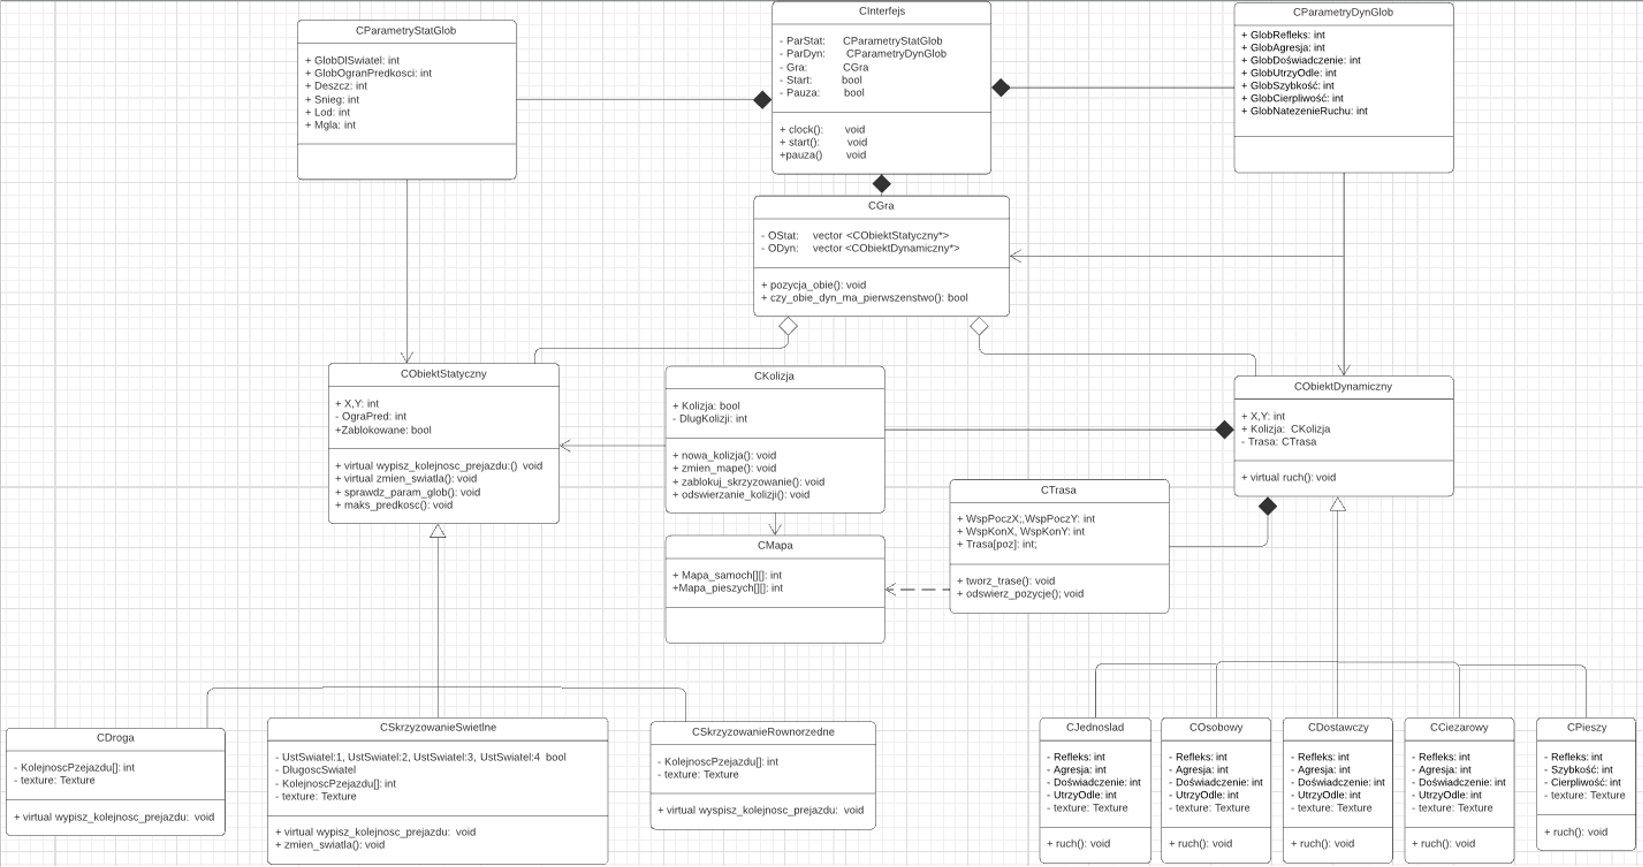 CParametryStatGlob
+ GlobDlSwiatel: int
+ GlobOgranPredkosci: int
+ Deszcz: int
+ Snieg: int
+ Lod: int
+ Mgla: int
CInterfejs
- ParStat: CParametryStatGlob
- ParDyn: CParametryDynGlob
- Gra: CGra
- Start: bool
- Pauza: bool
+ clock(): void
+ start(): void
+pauza() void
CParametryDynGlob
+ GlobRefleks: int
+ GlobAgresja: int
+ GlobDoświadczenie: int
+ GlobUtrzyOdle: int
+ GlobSzybkość: int
+ GlobCierpliwość: int
+ GlobNatezenieRuchu: int
CGra
- OStat: vector <CObiektStatyczny*>
- ODyn: vector <CObiektDynamiczny*>
+ pozycja_obie(): void
+ czy_obie_dyn_ma_pierwszenstwo(): bool
CObiektStatyczny
+ X,Y: int
- OgraPred: int
+Zablokowane: bool
+ virtual wypisz_kolejnosc_prejazdu:() void
+ virtual zmien_swiatla(): void
+ sprawdz_param_glob(): void
+ maks_predkosc(): void
CKolizja
+ Kolizja: bool
- DlugKolizji: int
+ nowa_kolizja(): void
+ zmien_mape(): void
+ zablokuj_skrzyzowanie(): void
+ odswierzanie_kolizji(): void
CObiektDynamiczny
+ X,Y: int
+ Kolizja: CKolizja
- Trasa: CTrasa
+ virtual ruch(): void
CTrasa
+ WspPoczX;,WspPoczY: int
+ WspKonX, WspKonY: int
+ Trasa[poz]: int;
+ tworz_trase(): void
+ odswierz_pozycje(); void
CMapa
+ Mapa_samoch[][]: int
+Mapa_pieszych[][]: int
CDroga
- KolejnoscPzejazdu[]: int
- texture: Texture
+ virtual wypisz_kolejnosc_prejazdu: void
CSkrzyzowanieSwietlne
- UstSwiatel:1, UstSwiatel:2, UstSwiatel:3, UstSwiatel:4 bool
- DlugoscSwiatel
- KolejnoscPzejazdu[]: int
- texture: Texture
+ virtual wypisz_kolejnosc_prejazdu: void
+ zmien_swiatla(): void
CSkrzyzowanieRownorzedne
- KolejnoscPzejazdu[]: int
- texture: Texture
+ virtual wyspisz_kolejnosc_prejazdu: void
CJednoslad
- Refleks: int
- Agresja: int
- Doświadczenie: int
- UtrzyOdle: int
- texture: Texture
+ ruch(): void
COsobowy
- Refleks: int
- Agresja: int
- Doświadczenie: int
- UtrzyOdle: int
- texture: Texture
+ ruch(): void
CDostawczy
- Refleks: int
- Agresja: int
- Doświadczenie: int
- UtrzyOdle: int
- texture: Texture
+ ruch(): void
CCiezarowy
- Refleks: int
- Agresja: int
- Doświadczenie: int
- UtrzyOdle: int
- texture: Texture
+ ruch(): void
CPieszy
- Refleks: int
- Szybkość: int
- Cierpliwość: int
- texture: Texture
+ ruch(): void